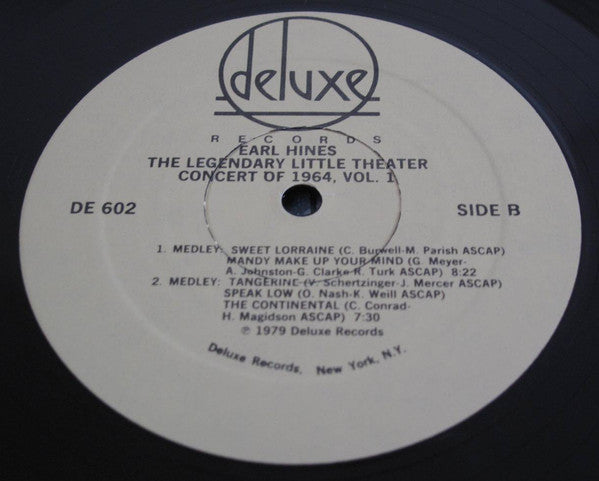 deluxe
RECORDS
EARL HINES
THE LEGENDARY LITTLE THEATER
CONCERT OF 1964, VOL. 1
DE 602
SIDE B
1. MEDLEY: SWEET LORRAINE (C. Burwell-M. Parish ASCAP)
MANDY MAKE UP YOUR MIND (G. Meyer-
A. Johnston-G. Clarke-R. Turk ASCAP) 8:22
2. MEDLEY: TANGERINE (V. Schertzinger-J. Mercer ASCAP)
SPEAK LOW (O. Nash-K. Weill ASCAP)
THE CONTINENTAL (C. Conrad-
H. Magidson ASCAP) 7:30
℗ 1979 Deluxe Records
Deluxe Records, New York, N.Y.